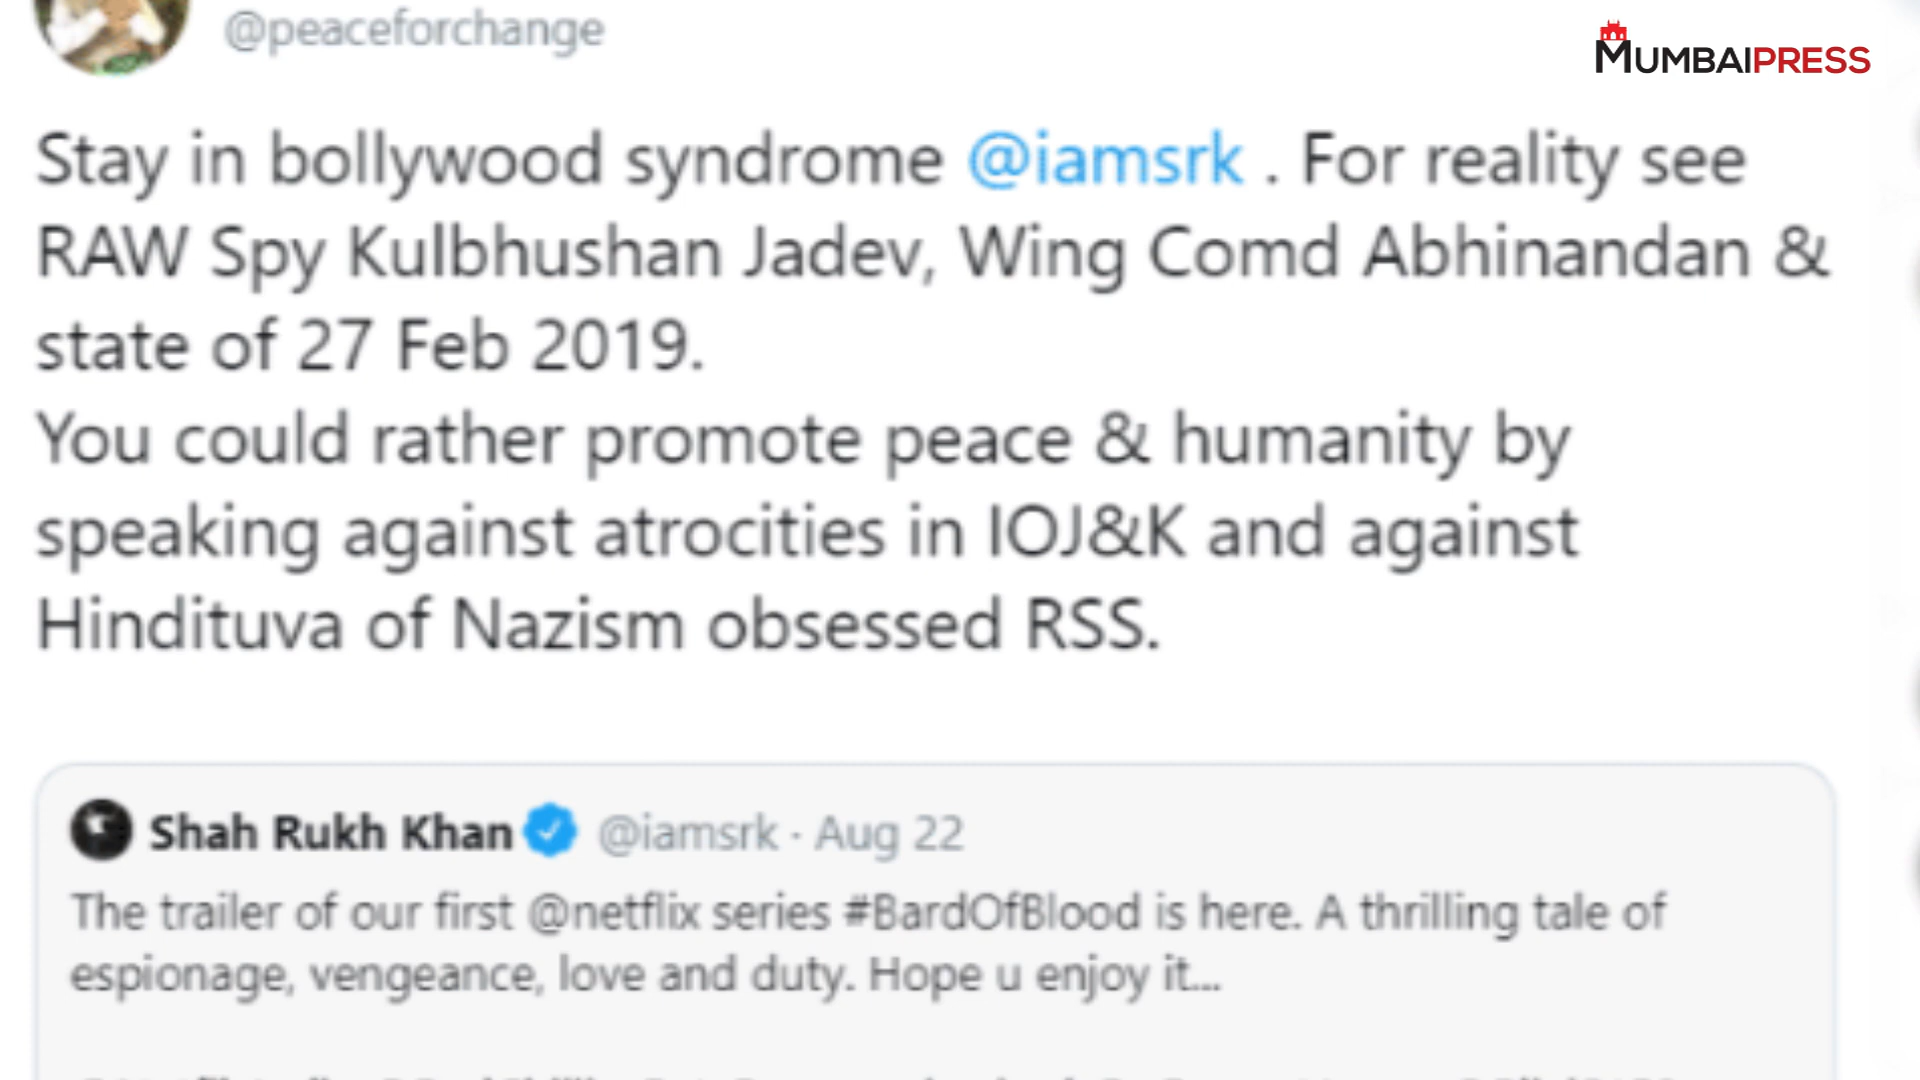 @peaceforchange
MUMBAIPRESS
Stay in bollywood syndrome @iamsrk . For reality see
RAW Spy Kulbhushan Jadev, Wing Comd Abhinandan &
state of 27 Feb 2019.
You could rather promote peace & humanity by
speaking against atrocities in IOJ&K and against
Hindituva of Nazism obsessed RSS.
Shah Rukh Khan @iamsrk · Aug 22
The trailer of our first @netflix series #BardOfBlood is here. A thrilling tale of
espionage, vengeance, love and duty. Hope u enjoy it...